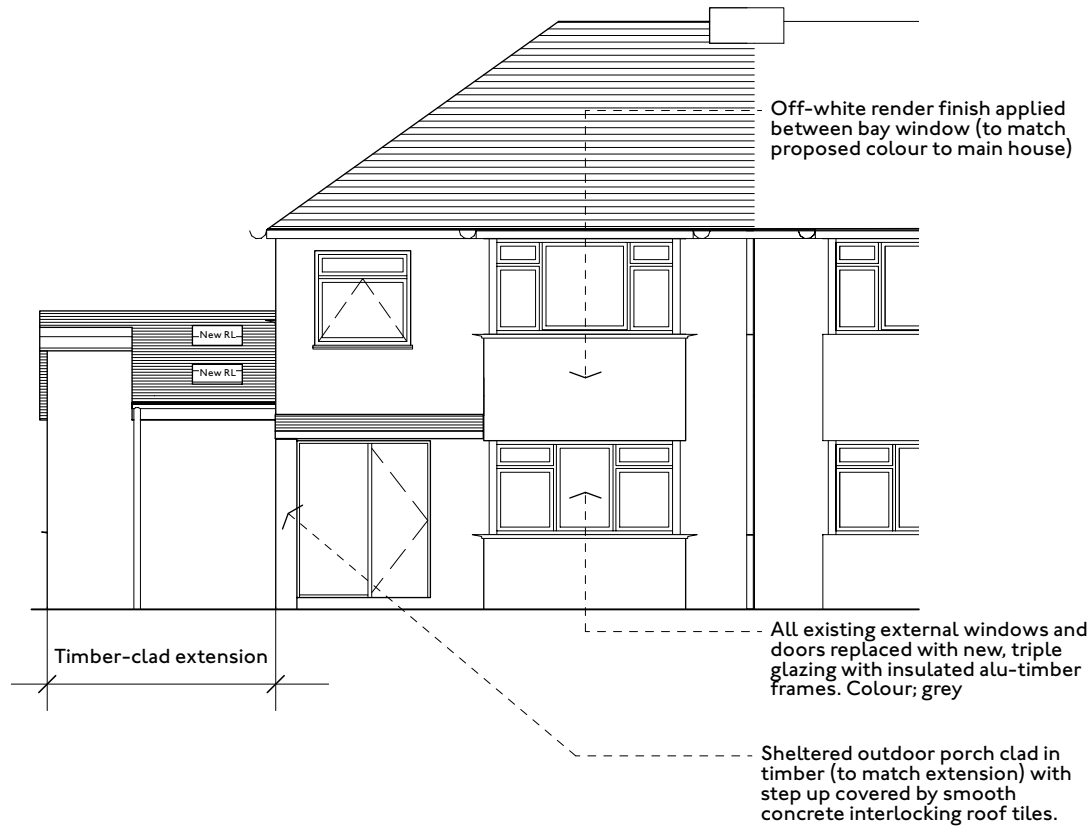 Off-white render finish applied
between bay window (to match
proposed colour to main house)
New RL
New RL
All existing external windows and
doors replaced with new, triple
glazing with insulated alu-timber
frames. Colour; grey
Timber-clad extension
Sheltered outdoor porch clad in
timber (to match extension) with
step up covered by smooth
concrete interlocking roof tiles.